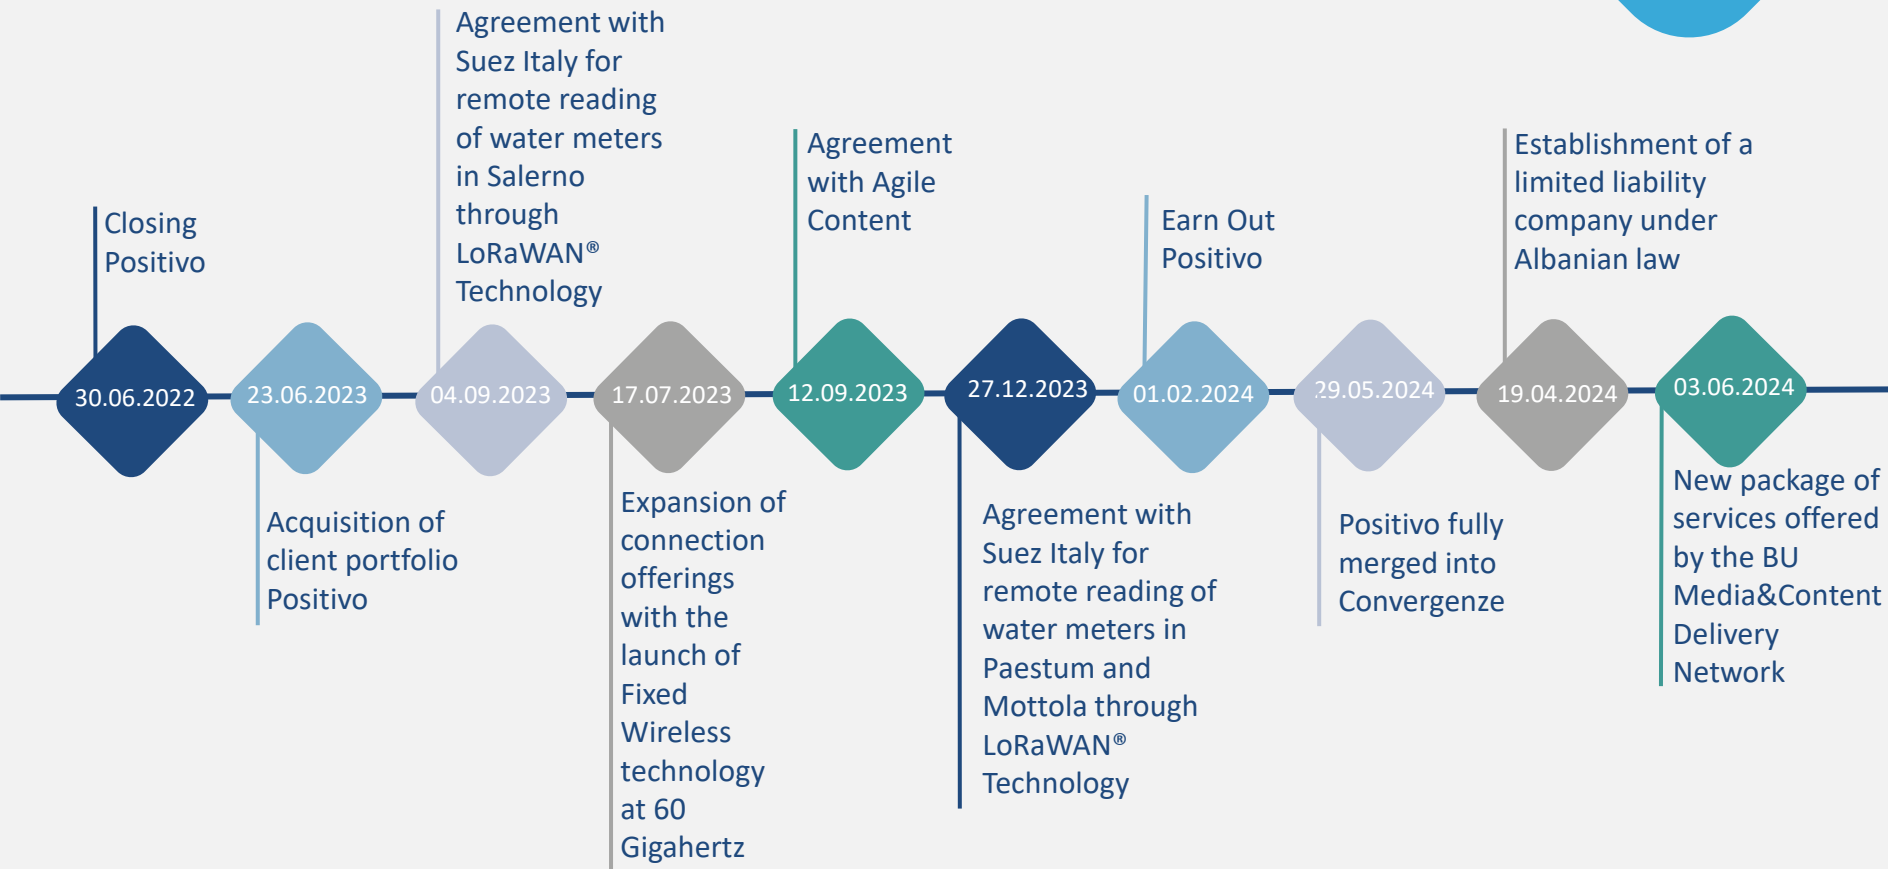 Closing
Positivo
30.06.2022
23.06.2023
Acquisition of
client portfolio
Positivo
Agreement with
Suez Italy for
remote reading
of water meters
in Salerno
through
LoRaWAN®
Technology
04.09.2023
17.07.2023
Expansion of
connection
offerings
with the
launch of
Fixed
Wireless
technology
at 60
Gigahertz
Agreement
with Agile
Content
12.09.2023
27.12.2023
Agreement with
Suez Italy for
remote reading of
water meters in
Paestum and
Mottola through
LoRaWAN®
Technology
Earn Out
Positivo
01.02.2024
29.05.2024
Positivo fully
merged into
Convergenze
Establishment of a
limited liability
company under
Albanian law
19.04.2024
03.06.2024
New package of
services offered
by the BU
Media&Content
Delivery
Network